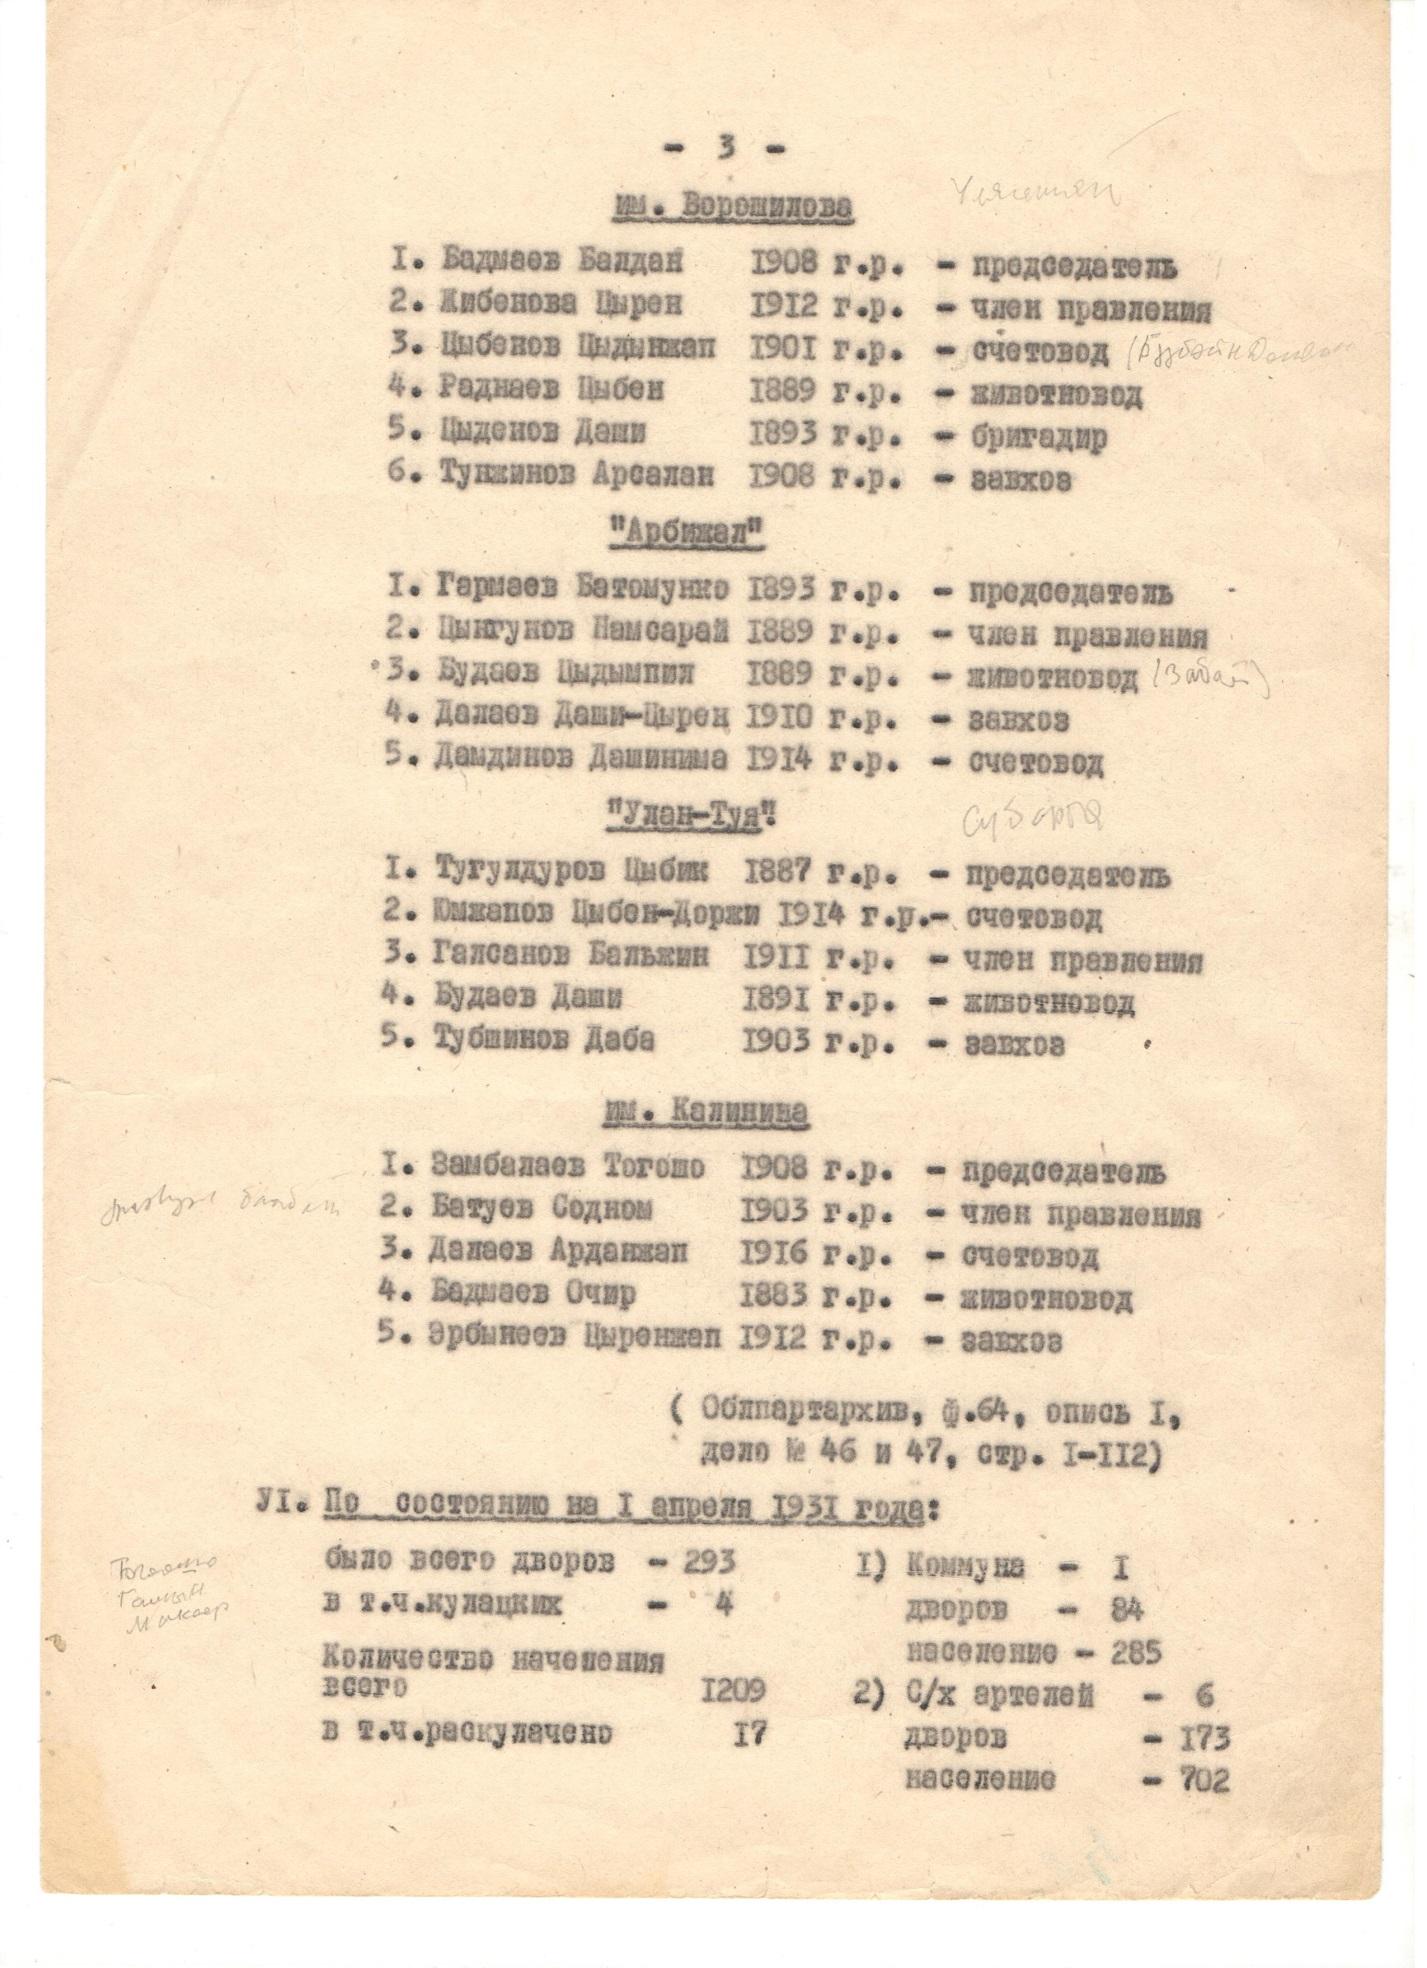 - 3 -
им. Ворошилова
I. Бадмаев Балдан 1908 г.р. - председатель
2. Жибенова Цырен 1912 г.р. - член правления
3. Цыбенов Цыдынжап 1901 г.р. - счетовод
4. Раднаев Цыбен 1889 г.р. - животновод
5. Цыденов Даши 1893 г.р. - бригадир
6. Тунжинов Арсалан 1908 г.р. - завхоз
"Арбижал"
I. Гармаев Батомунко 1893 г.р. - председатель
2. Цынгунов Намсарай 1889 г.р. - член правления
3. Будаев Цыдыппил 1889 г.р. - животновод (Забай)
4. Далаев Даши-Цырен 1910 г.р. - завхоз
5. Дамдинов Дашинима 1914 г.р. - счетовод
"Улан-Туя"
I. Тугулдуров Цыбик 1887 г.р. - председатель
2. Юмжапов Цыбен-Доржи 1914 г.р.- счетовод
3. Галсанов Бальжин 1911 г.р. - член правления
4. Будаев Даши 1891 г.р. - животновод
5. Тубшинов Даба 1903 г.р. - завхоз
им. Калинина
I. Замбалаев Тогошо 1908 г.р. - председатель
2. Батуев Содном 1903 г.р. - член правления
3. Далаев Арданжап 1916 г.р. - счетовод
4. Бадмаев Очир 1883 г.р. - животновод
5. Эрбынеев Цыренжап 1912 г.р. - завхоз
( Облпартархив, ф.64, опись I,
дело № 46 и 47, стр. I-II2)
УI. По состоянию на I апреля 1931 года:
было всего дворов - 293
в т.ч.кулацких - 4
Количество начеления
всего 1209
в т.ч.раскулачено 17
1) Коммуна - I
дворов - 84
население - 285
2) С/х артелей - 6
дворов - 173
население - 702